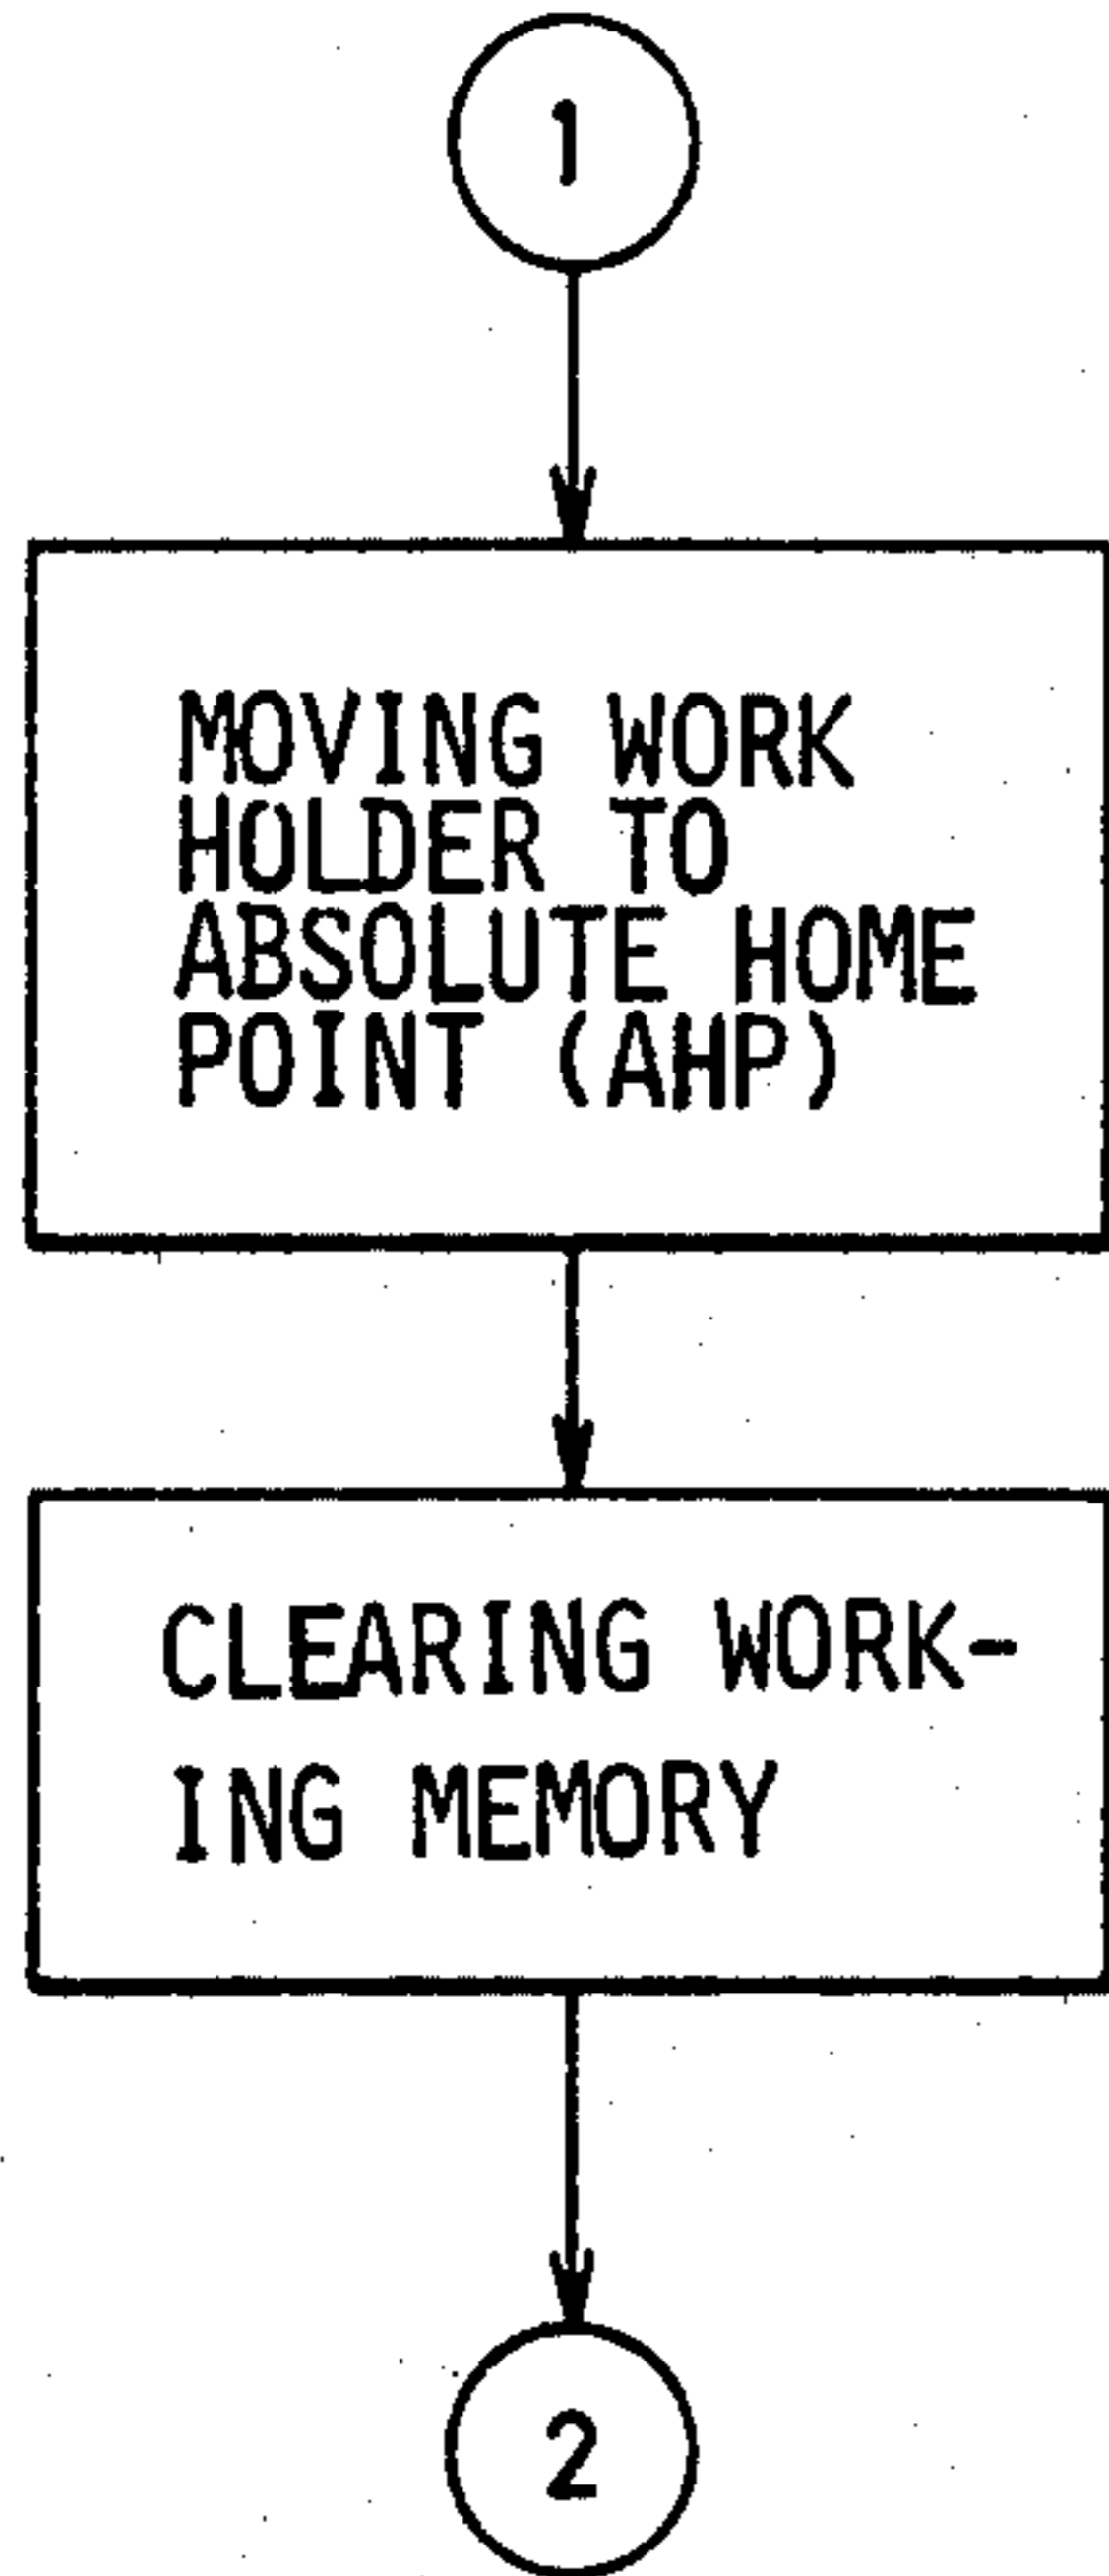 1
MOVING WORK
HOLDER TO
ABSOLUTE HOME
POINT (AHP)
CLEARING WORK-
ING MEMORY
2